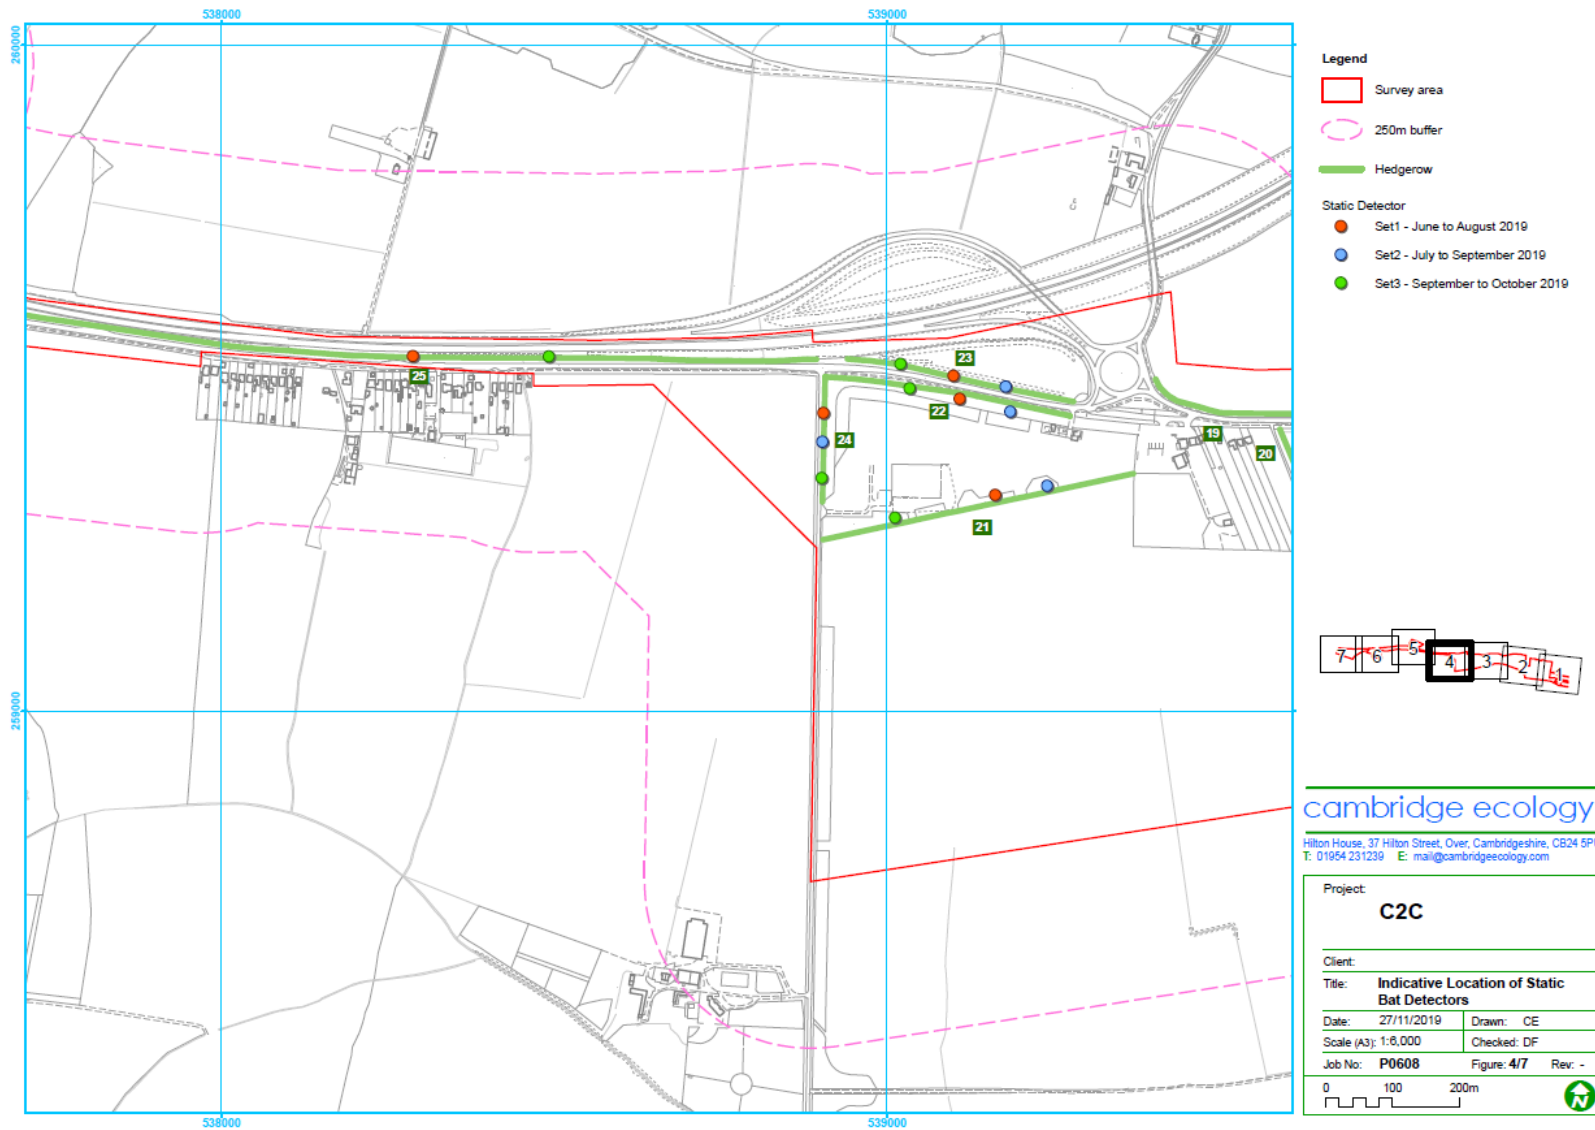 538000
539000
260000
259000
23
22
24
25
19
20
21
538000
539000
Legend
Survey area
250m buffer
Hedgerow
Static Detector
Set1 - June to August 2019
Set2 - July to September 2019
Set3 - September to October 2019
7 6 5 4 3 2 1
cambridge ecology
Hilton House, 37 Hilton Street, Over, Cambridgeshire, CB24 5P
T: 01954 231239 E: mail@cambridgeecology.com
Project:
C2C
Client:
Title: Indicative Location of Static
Bat Detectors
Date: 27/11/2019 Drawn: CE
Scale (A3): 1:6,000 Checked: DF
Job No: P0608 Figure: 4/7 Rev: -
0 100 200m
N